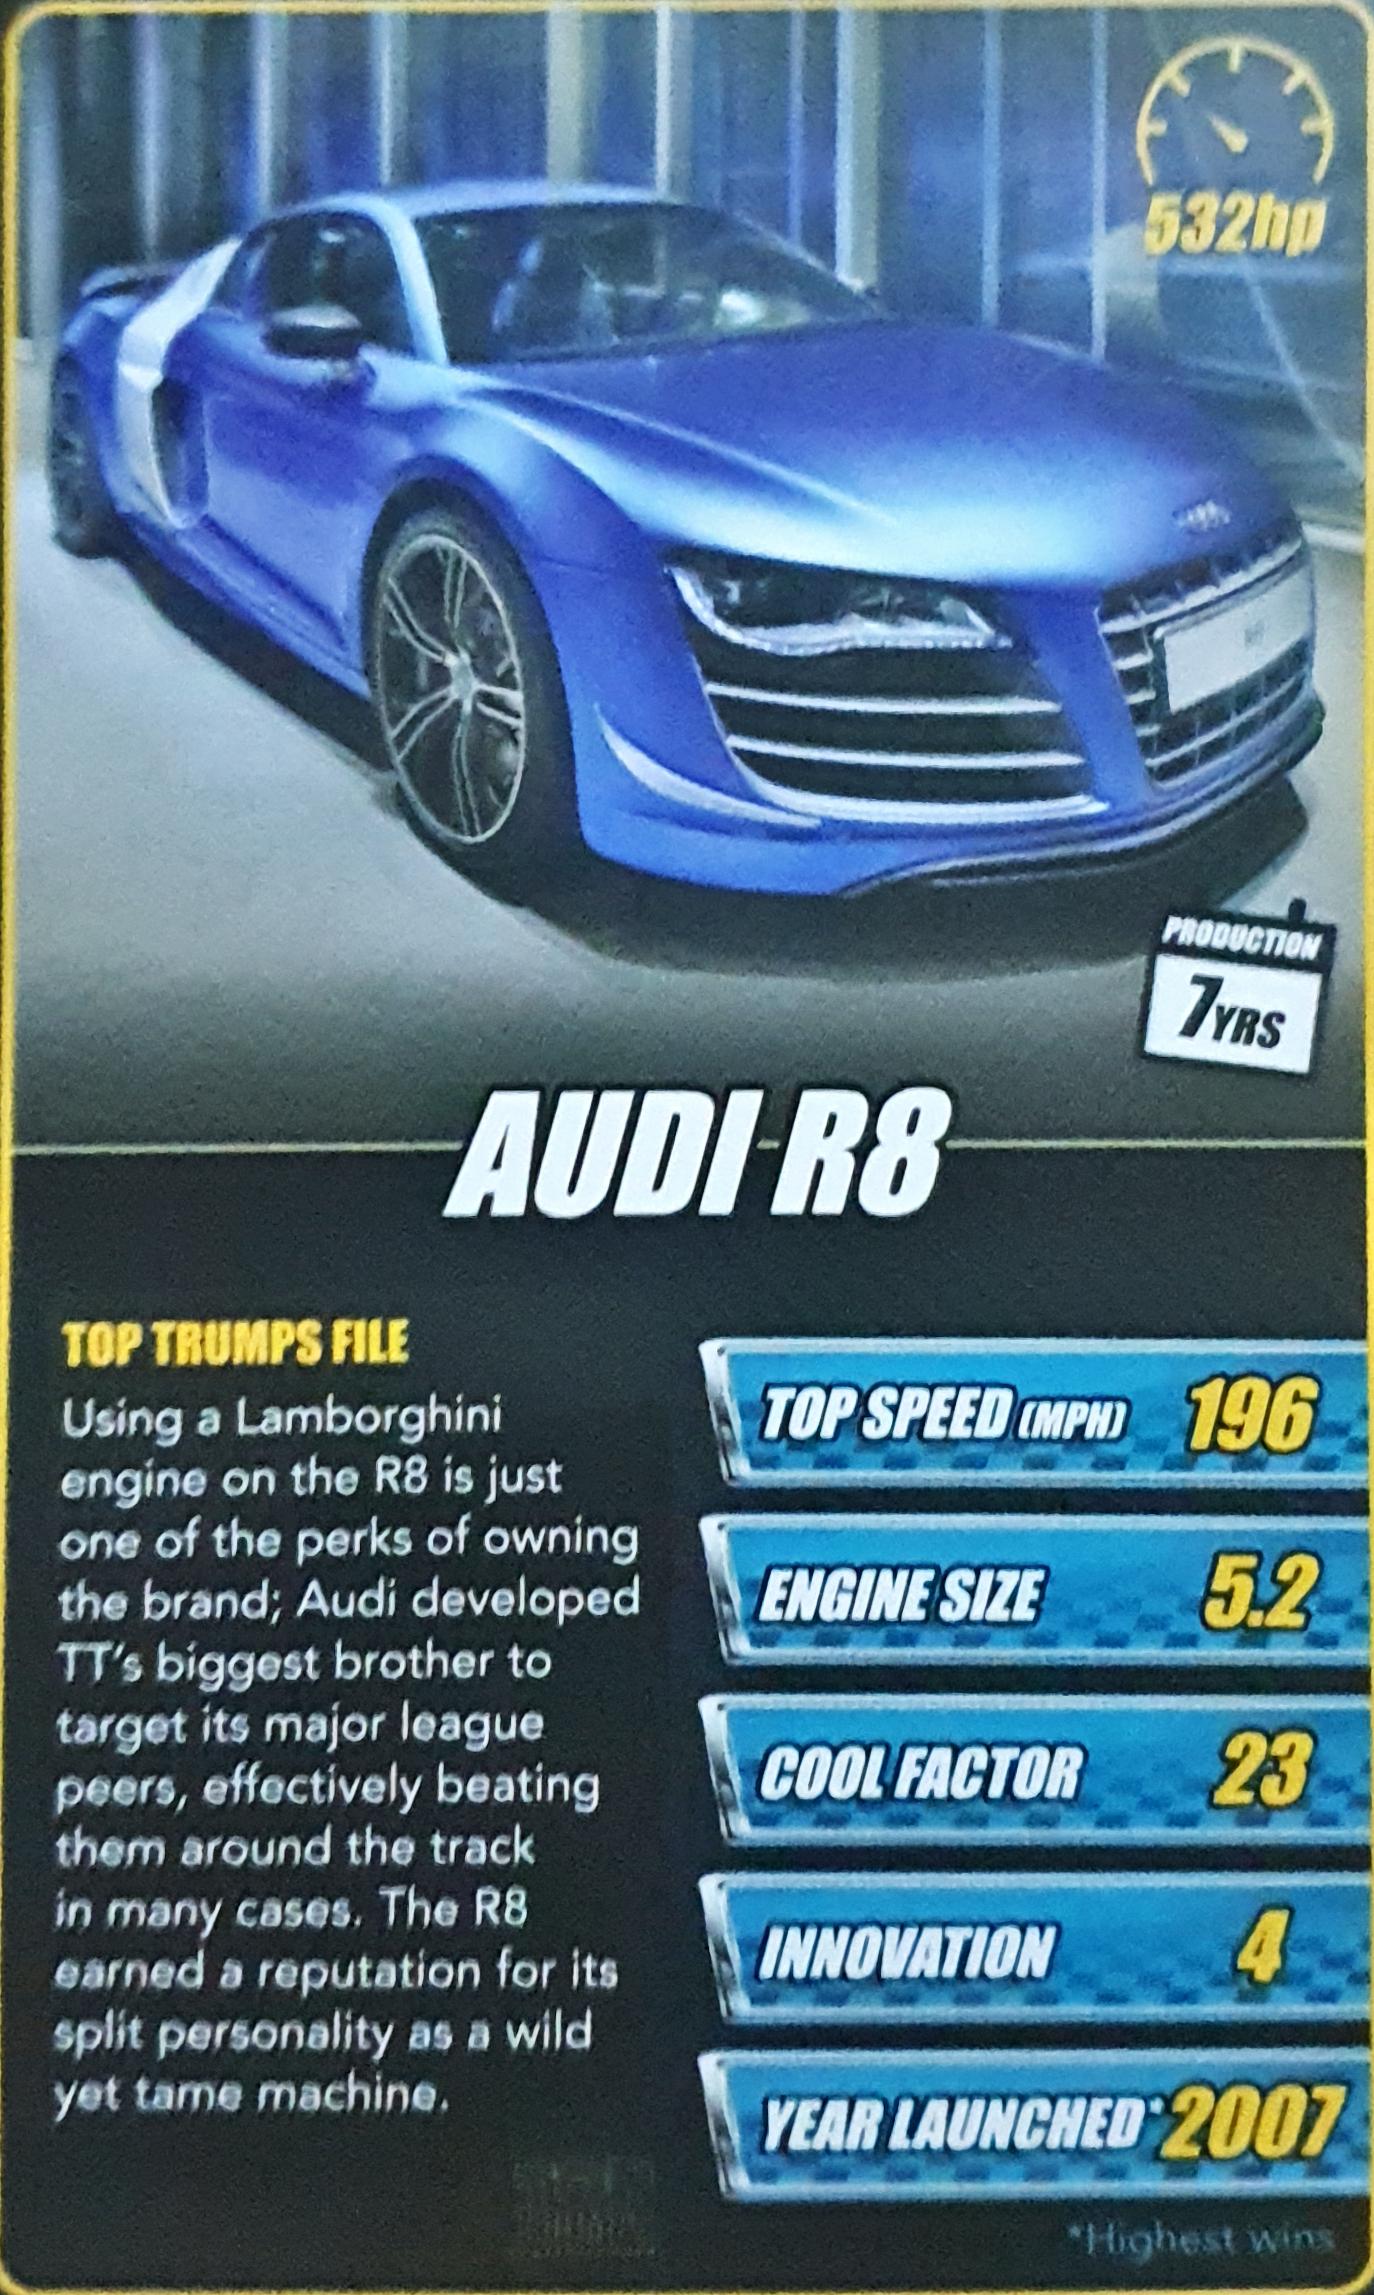 532hp
PRODUCTION
7YRS
AUDI R8
TOP TRUMPS FILE
Using a Lamborghini
engine on the R8 is just
one of the perks of owning
the brand; Audi developed
TT's biggest brother to
target its major league
peers, effectively beating
them around the track
in many cases. The R8
earned a reputation for its
split personality as a wild
yet tame machine.
TOP SPEED (MPH) 196
ENGINE SIZE 5.2
COOL FACTOR 23
INNOVATION 4
YEAR LAUNCHED* 2007
*Highest wins